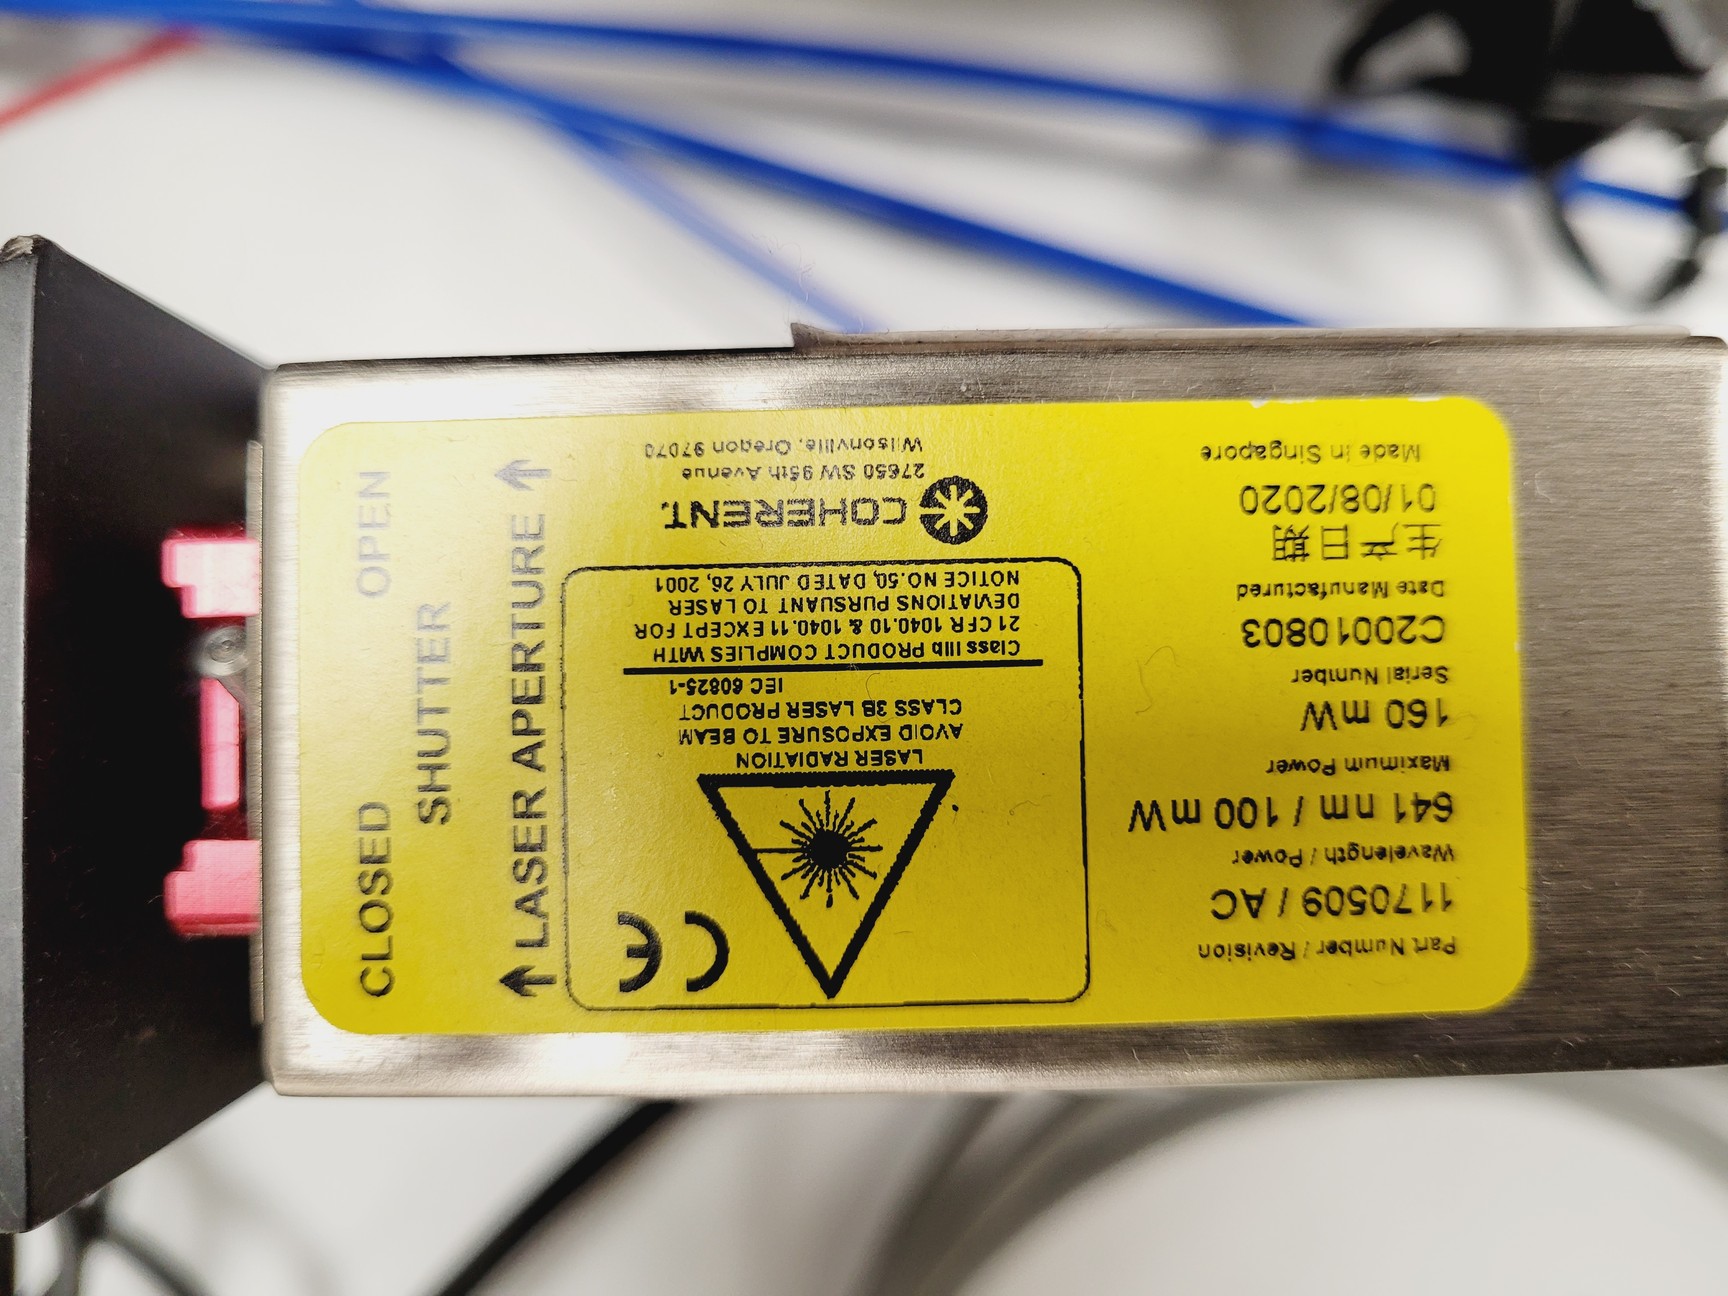 Part Number / Revision
1170509 / AC
Wavelength / Power
641 nm / 100 mW
Maximum Power
160 mW
Serial Number
C20010803
Date Manufactured
生产日期
01/08/2020
Made in Singapore
CE
LASER RADIATION
AVOID EXPOSURE TO BEAM
CLASS 3B LASER PRODUCT
IEC 60825-1
Class IIIb PRODUCT COMPLIES WITH
21 CFR 1040.10 & 1040.11 EXCEPT FOR
DEVIATIONS PURSUANT TO LASER
NOTICE NO.50, DATED JULY 26, 2001
COHERENT.
27650 SW 95th Avenue
Wilsonville, Oregon 97070
LASER APERTURE
SHUTTER
CLOSED OPEN